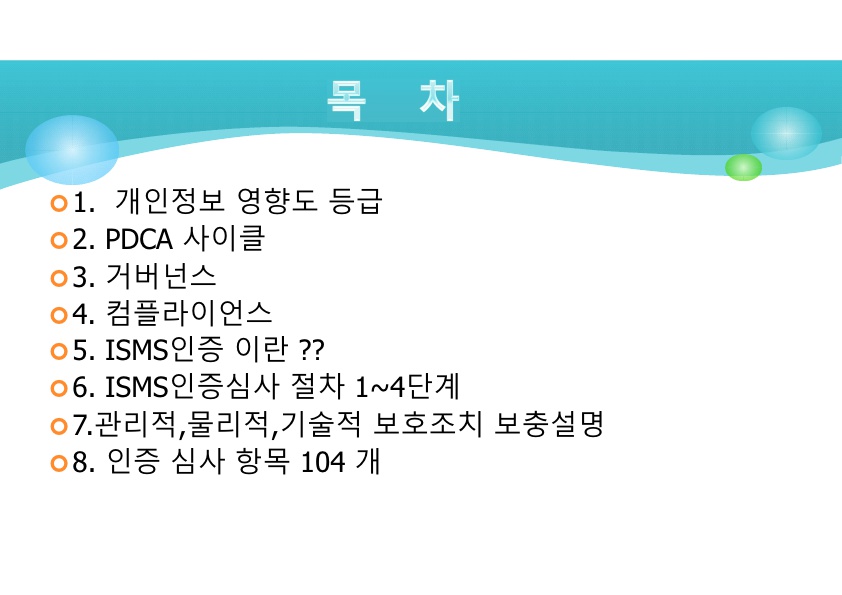 목 차
1. 개인정보 영향도 등급
2. PDCA 사이클
3. 거버넌스
4. 컴플라이언스
5. ISMS인증 이란 ??
6. ISMS인증심사 절차 1~4단계
7.관리적,물리적,기술적 보호조치 보충설명
8. 인증 심사 항목 104 개